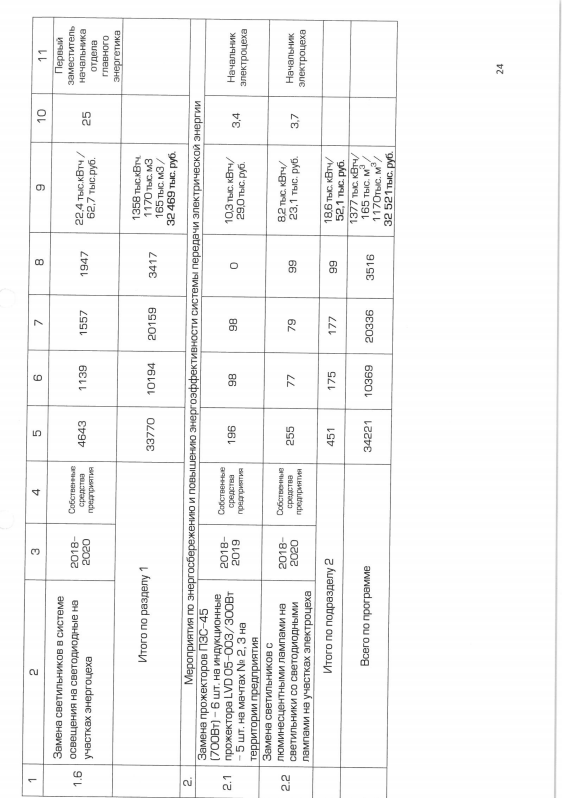 1 2 3 4 5 6 7 8 9 10 11
1.6 Замена светильников в системе освещения на светодиодные на участках энергоцеха 2018-2020 Собственные средства предприятия 4643 1139 1557 1947 22,4 тыс.кВтч / 62,7 тыс.руб. 25 Первый заместитель начальника отдела главного энергетика
Итого по разделу 1 33770 10194 20159 3417 1358 тыс.кВтч, 1170 тыс. м3 165 тыс. м3 / 32 469 тыс. руб.
2. Мероприятия по энергосбережению и повышению энергоэффективности системы передачи электрической энергии
2.1 Замена прожекторов ПЗС-45 (700Вт) - 6 шт. на индукционные прожектора LVD 05-003/300Вт - 5 шт. на мачтах № 2, 3 на территории предприятия 2018-2019 Собственные средства предприятия 196 98 98 0 10,3 тыс. кВтч/ 29,0 тыс. руб. 3,4 Начальник электроцеха
2.2 Замена светильников с люминесцентными лампами на светильники со светодиодными лампами на участках электроцеха 2018-2020 Собственные средства предприятия 255 77 79 99 8,2 тыс. кВтч/ 23,1 тыс. руб. 3,7 Начальник электроцеха
Итого по подразделу 2 451 175 177 99 18,6 тыс. кВтч/ 52,1 тыс. руб.
Всего по программе 34221 10369 20336 3516 1377 тыс. кВтч/ 165 тыс. м³ / 1170тыс. м³ / 32 521тыс. руб.
24